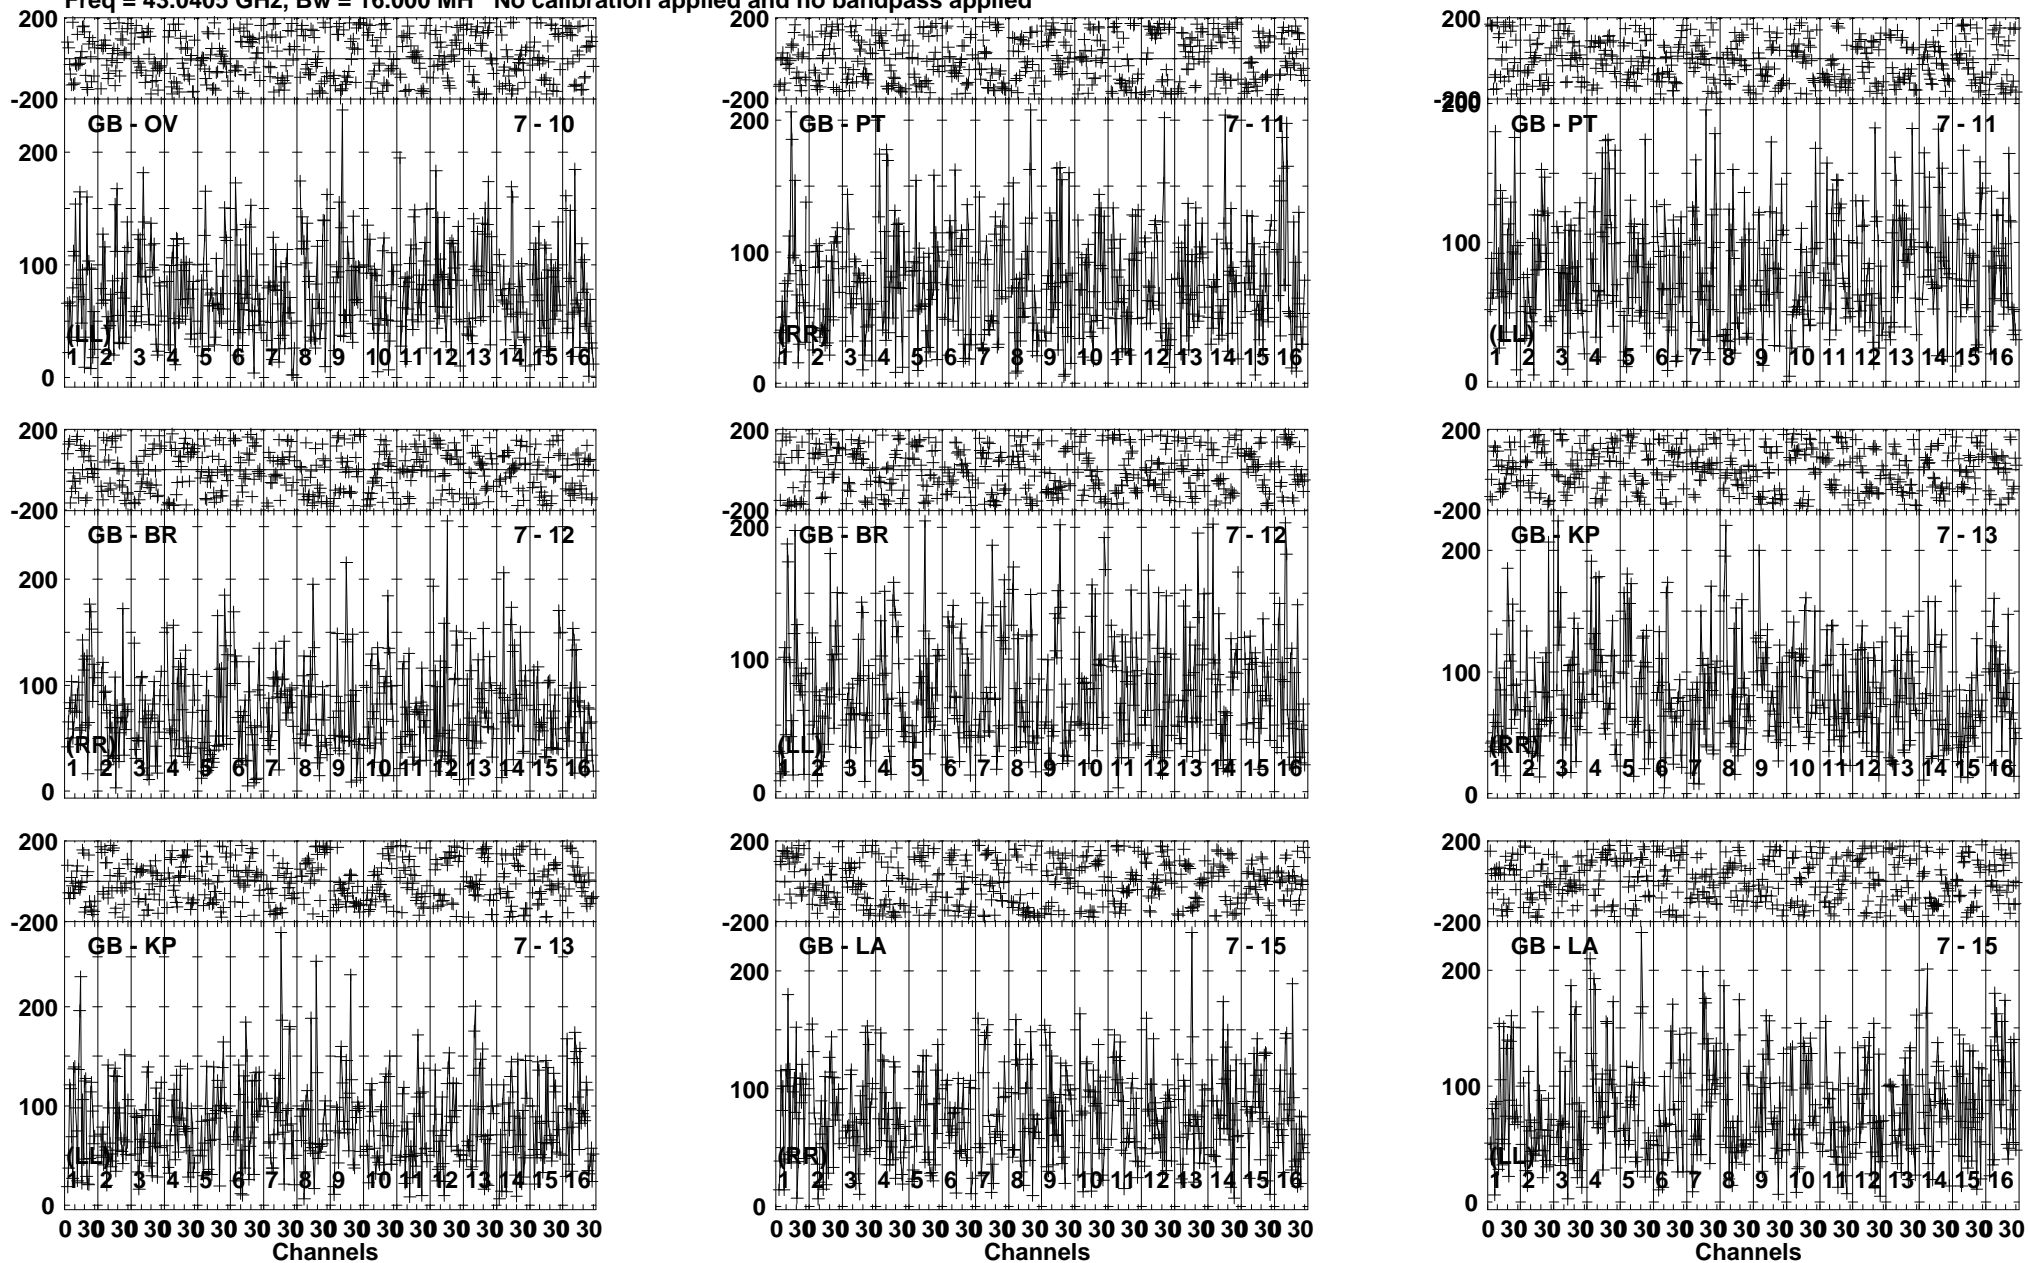 Freq = 43.0405 GHz, Bw = 16.000 MH No calibration applied and no bandpass applied
200 200 200
-200 -200 -200
GB - OV 7 - 10
200
100
0
(LL)
1 2 3 4 5 6 7 8 9 10 11 12 13 14 15 16
GB - PT 7 - 11
200
100
0
(RR)
1 2 3 4 5 6 7 8 9 10 11 12 13 14 15 16
GB - PT 7 - 11
200
100
0
(LL)
1 2 3 4 5 6 7 8 9 10 11 12 13 14 15 16
200 200 200
-200 -200 -200
GB - BR 7 - 12
200
100
0
(RR)
1 2 3 4 5 6 7 8 9 10 11 12 13 14 15 16
GB - BR 7 - 12
200
100
0
(LL)
1 2 3 4 5 6 7 8 9 10 11 12 13 14 15 16
GB - KP 7 - 13
200
100
0
(RR)
1 2 3 4 5 6 7 8 9 10 11 12 13 14 15 16
200 200 200
-200 -200 -200
GB - KP 7 - 13
200
100
0
(LL)
1 2 3 4 5 6 7 8 9 10 11 12 13 14 15 16
0 30 30 30 30 30 30 30 30 30 30 30 30 30 30 30 30
Channels
GB - LA 7 - 15
200
100
0
(RR)
1 2 3 4 5 6 7 8 9 10 11 12 13 14 15 16
0 30 30 30 30 30 30 30 30 30 30 30 30 30 30 30 30
Channels
GB - LA 7 - 15
200
100
0
(LL)
1 2 3 4 5 6 7 8 9 10 11 12 13 14 15 16
0 30 30 30 30 30 30 30 30 30 30 30 30 30 30 30 30
Channels